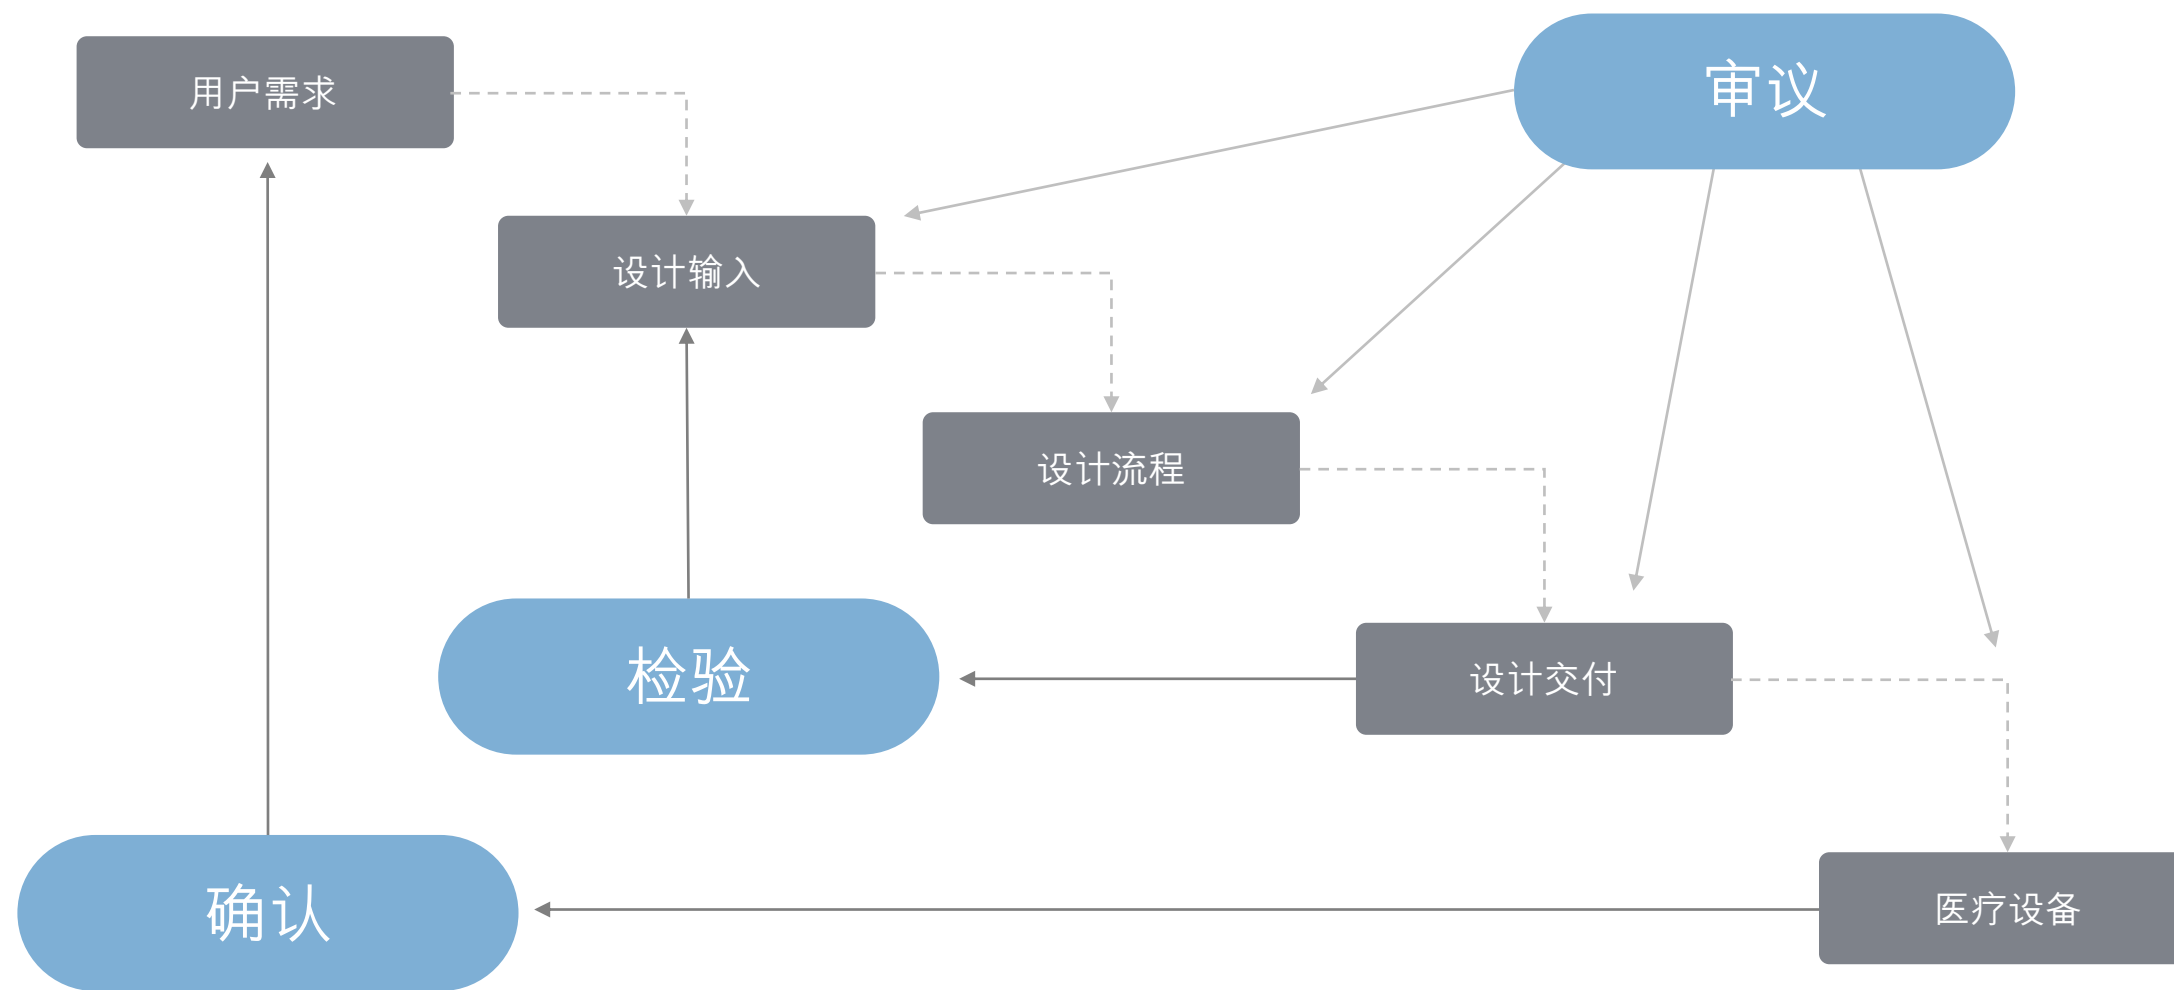 用户需求
审议
设计输入
设计流程
检验
设计交付
确认
医疗设备